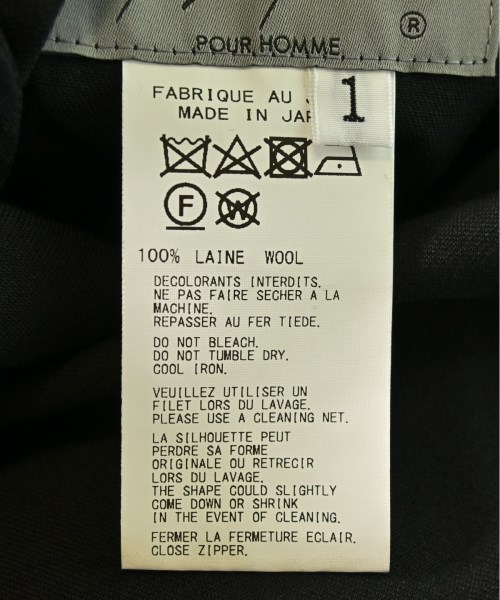 ®
POUR HOMME
1
FABRIQUE AU
MADE IN
F
W
100% LAINE WOOL
DECOLORANTS INTERDITS.
NE PAS FAIRE SECHER A LA
MACHINE.
REPASSER AU FER TIEDE.
DO NOT BLEACH.
DO NOT TUMBLE DRY.
COOL IRON.
VEUILLEZ UTILISER UN
FILET LORS DU LAVAGE.
PLEASE USE A CLEANING NET.
LA SILHOUETTE PEUT
PERDRE SA FORME
ORIGINALE OU RETRECIR
LORS DU LAVAGE.
THE SHAPE COULD SLIGHTLY
COME DOWN OR SHRINK
IN THE EVENT OF CLEANING.
FERMER LA FERMETURE ECLAIR.
CLOSE ZIPPER.